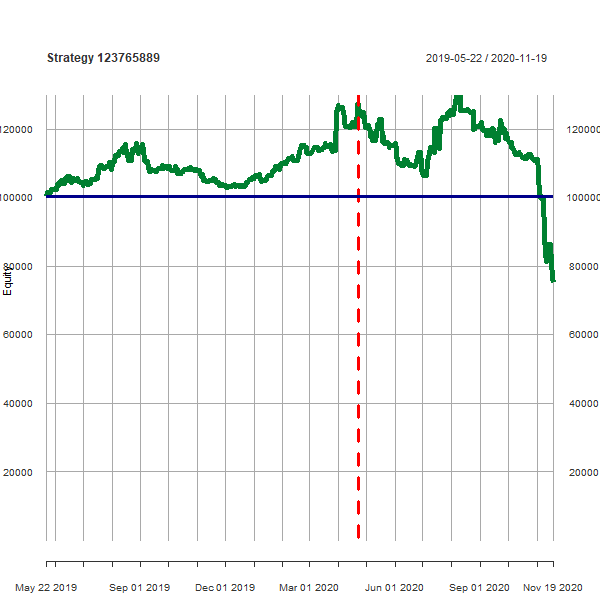 Strategy 123765889
2019-05-22 / 2020-11-19
120000
120000
100000
100000
80000
80000
Equity
60000
60000
40000
40000
20000
20000
May 22 2019
Sep 01 2019
Dec 01 2019
Mar 01 2020
Jun 01 2020
Sep 01 2020
Nov 19 2020